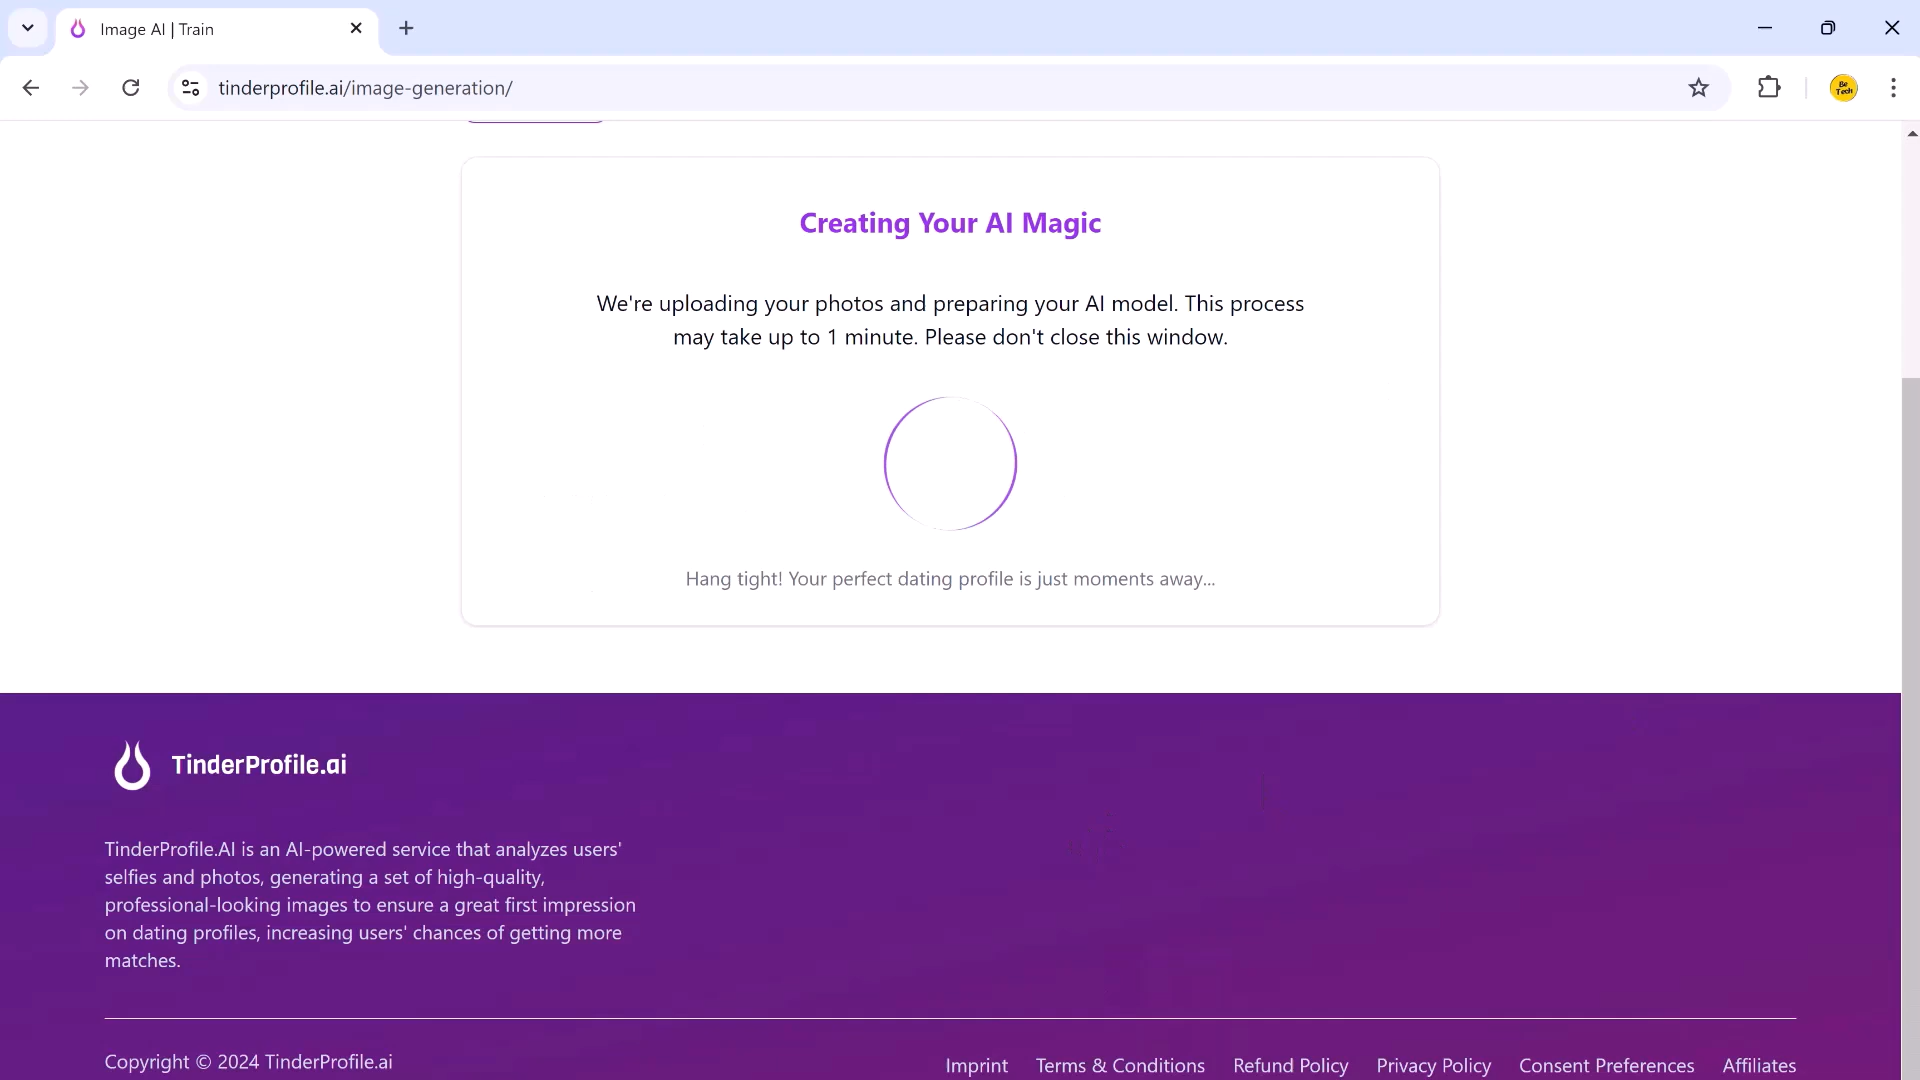 Image AI | Train
tinderprofile.ai/image-generation/
Be
Tech
Creating Your AI Magic
We're uploading your photos and preparing your AI model. This process
may take up to 1 minute. Please don't close this window.
Hang tight! Your perfect dating profile is just moments away...
TinderProfile.ai
TinderProfile.AI is an AI-powered service that analyzes users'
selfies and photos, generating a set of high-quality,
professional-looking images to ensure a great first impression
on dating profiles, increasing users' chances of getting more
matches.
Copyright © 2024 TinderProfile.ai
Imprint Terms & Conditions Refund Policy Privacy Policy Consent Preferences Affiliates